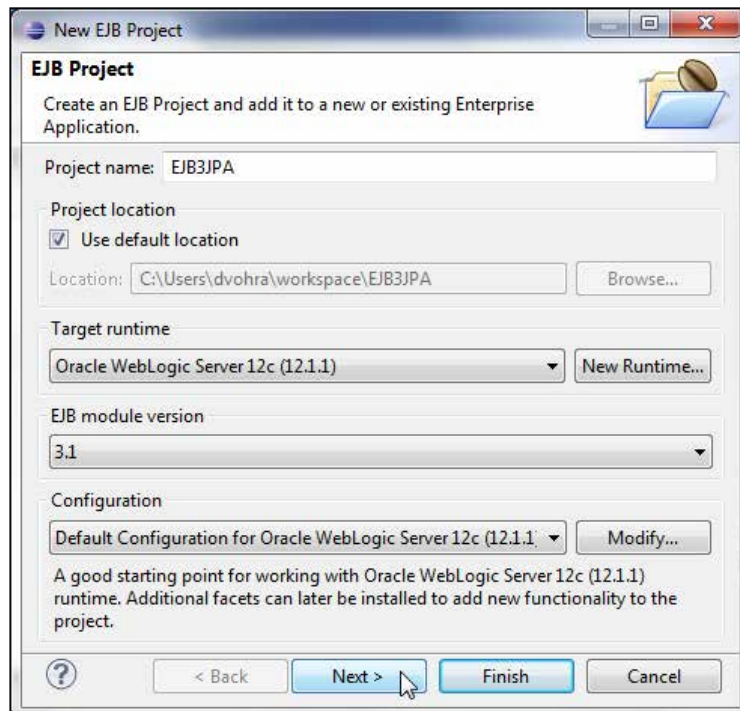 New EJB Project
EJB Project
Create an EJB Project and add it to a new or existing Enterprise
Application.
Project name: EJB3JPA
Project location
Use default location
Location: C:\Users\dvohra\workspace\EJB3JPA Browse...
Target runtime
Oracle WebLogic Server 12c (12.1.1) New Runtime...
EJB module version
3.1
Configuration
Default Configuration for Oracle WebLogic Server 12c (12.1.1 Modify...
A good starting point for working with Oracle WebLogic Server 12c (12.1.1)
runtime. Additional facets can later be installed to add new functionality to the
project.
? < Back Next > Finish Cancel